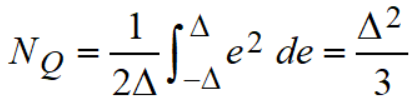 N_Q = \frac{1}{2\Delta} \int_{-\Delta}^{\Delta} e^2 \, de = \frac{\Delta^2}{3}